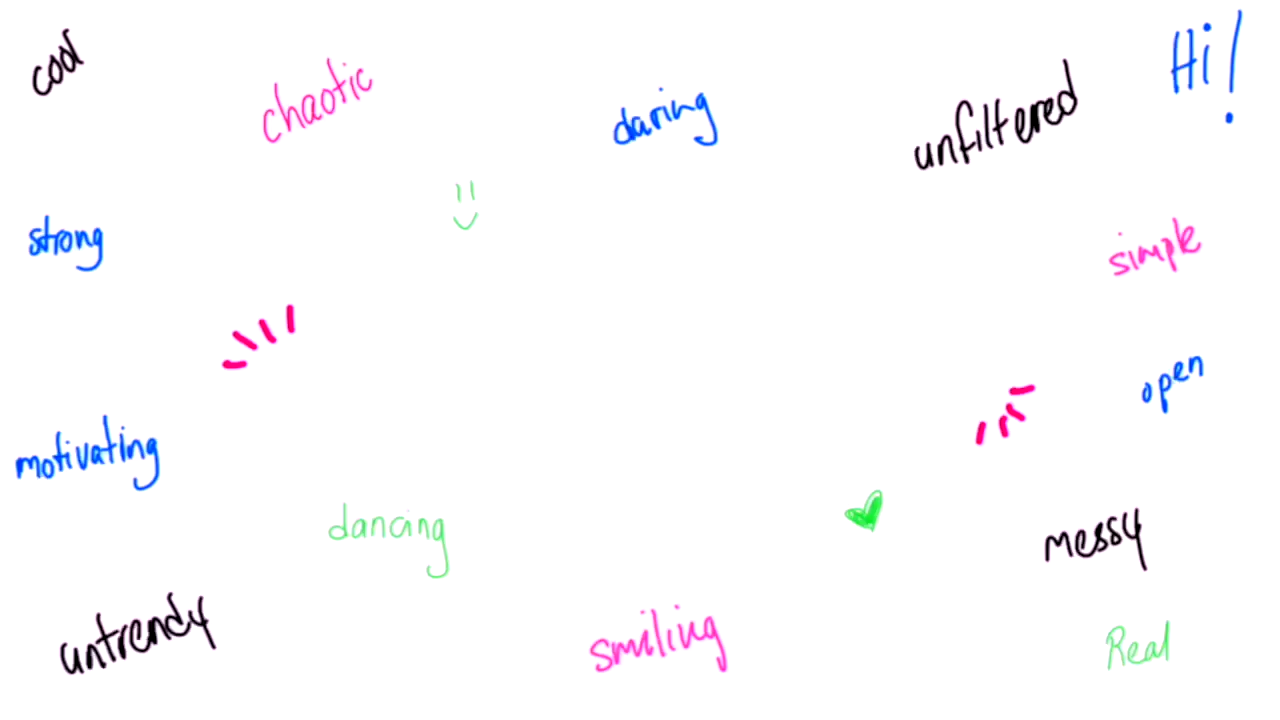 cool
chaotic
daring
unfiltered
Hi!
strong
simple
open
motivating
dancing
messy
untrendy
smiling
Real